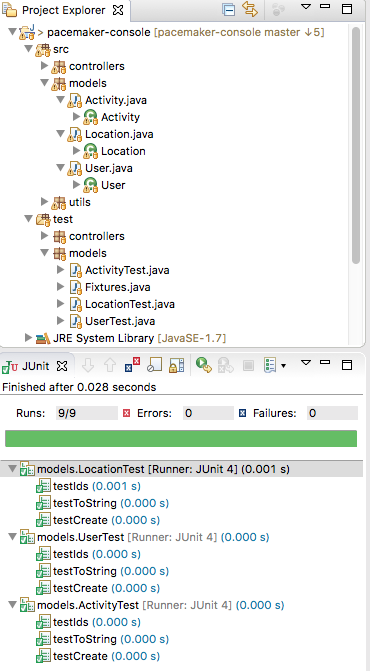 Project Explorer
> pacemaker-console [pacemaker-console master ↓5]
src
controllers
models
Activity.java
Activity
Location.java
Location
User.java
User
utils
test
controllers
models
ActivityTest.java
Fixtures.java
LocationTest.java
UserTest.java
JRE System Library [JavaSE-1.7]
JUnit
Finished after 0.028 seconds
Runs: 9/9 Errors: 0 Failures: 0
models.LocationTest [Runner: JUnit 4] (0.001 s)
testIds (0.001 s)
testToString (0.000 s)
testCreate (0.000 s)
models.UserTest [Runner: JUnit 4] (0.000 s)
testIds (0.000 s)
testToString (0.000 s)
testCreate (0.000 s)
models.ActivityTest [Runner: JUnit 4] (0.000 s)
testIds (0.000 s)
testToString (0.000 s)
testCreate (0.000 s)